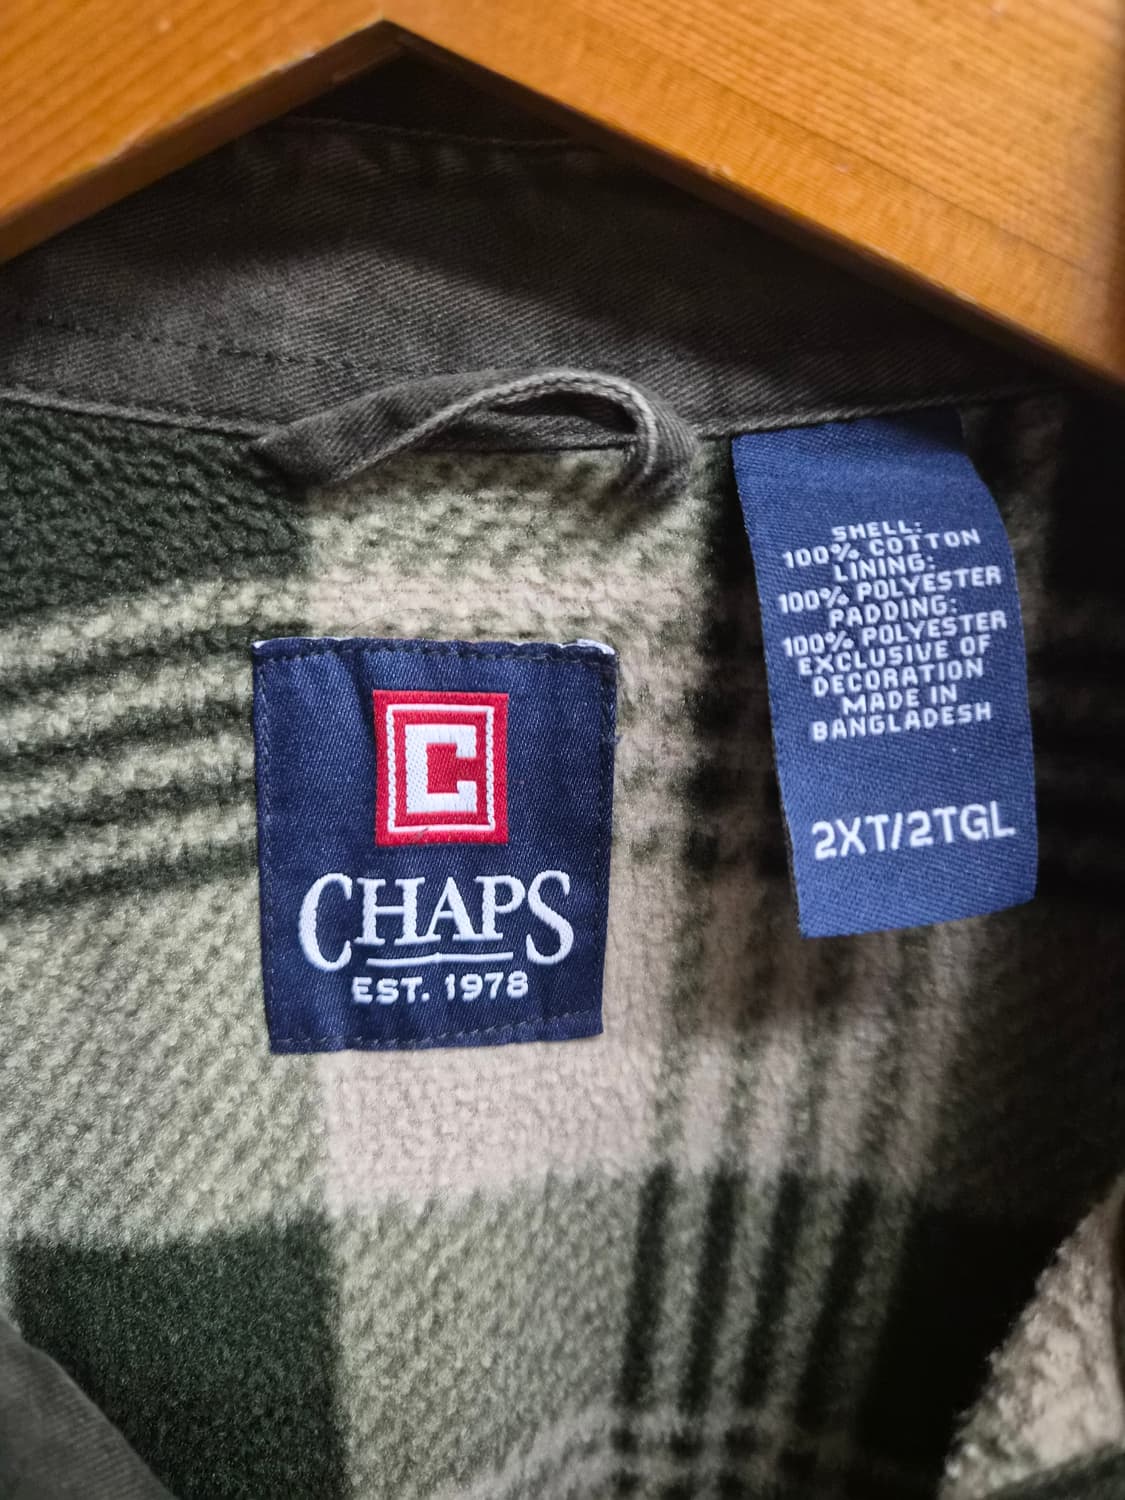 SHELL:
100% COTTON
LINING:
100% POLYESTER
PADDING:
100% POLYESTER
EXCLUSIVE OF
DECORATION
MADE IN
BANGLADESH
2XT/2TGL
C
CHAPS
EST. 1978